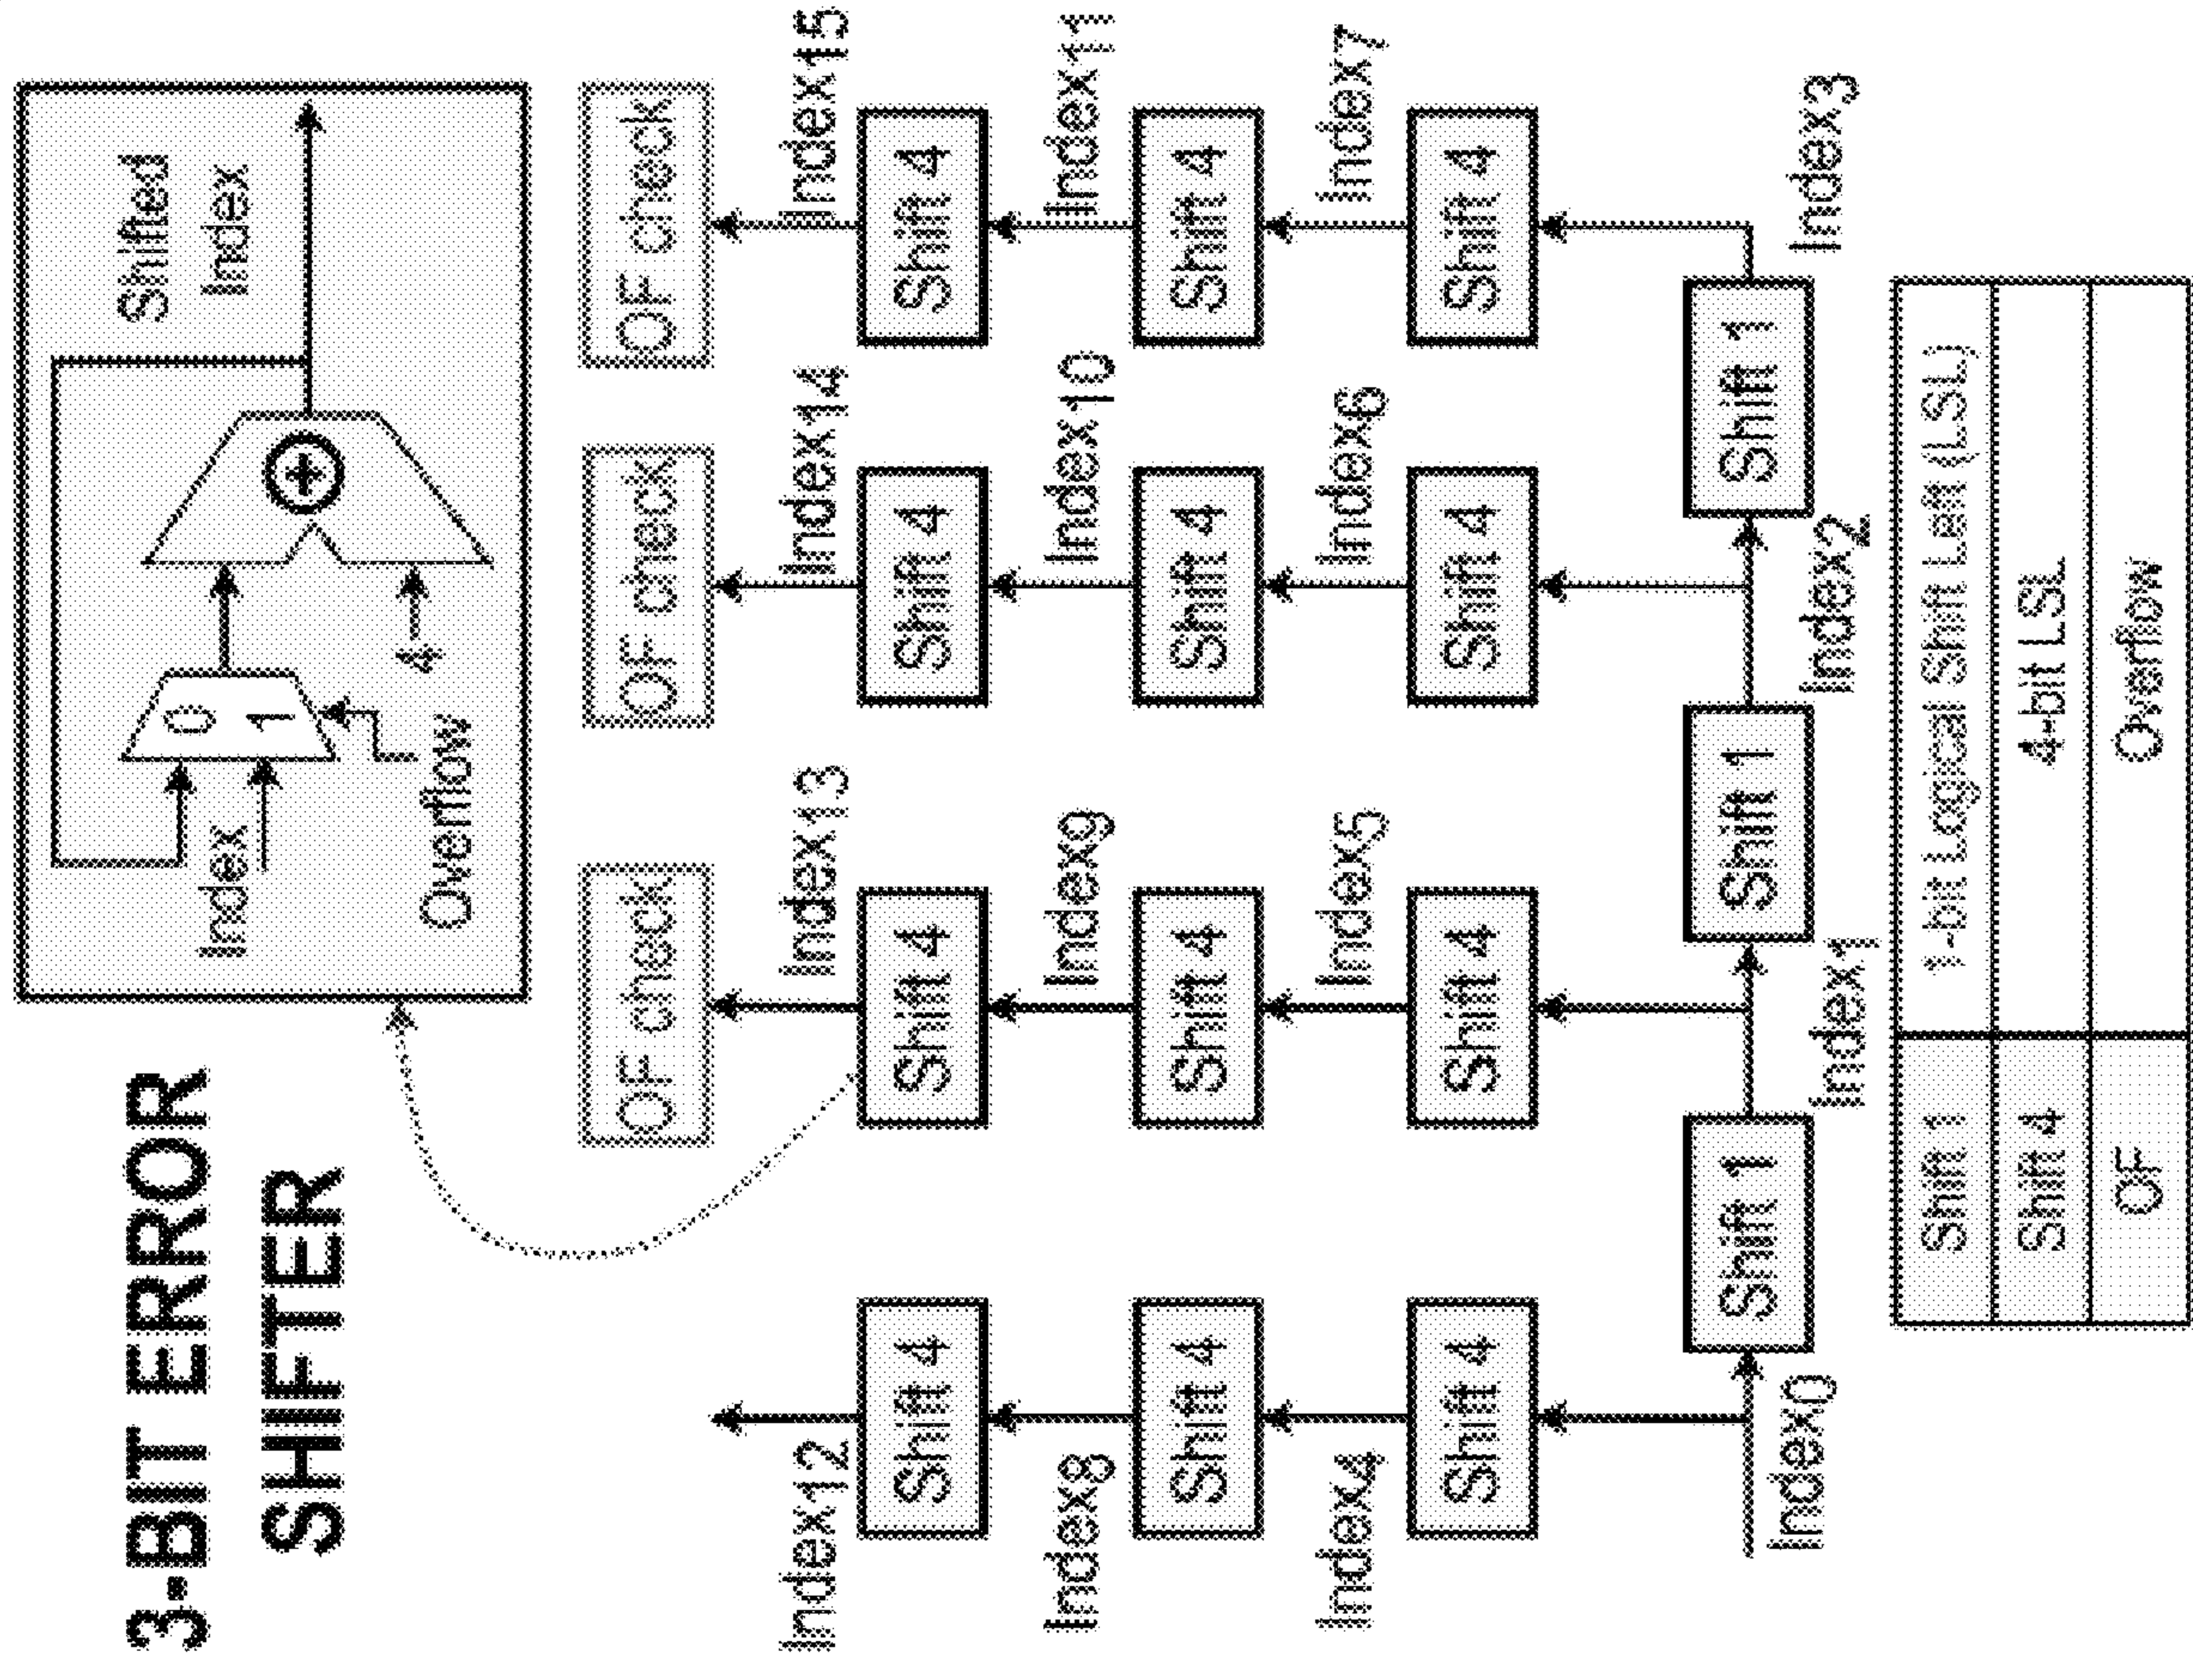 3-BIT ERROR
SHIFTER
Index
Overflow
0
1
4
Shifted
Index
OF check
OF check
OF check
Index12
Index13
Index14
Index15
Shift 4
Shift 4
Shift 4
Shift 4
Index8
Index9
Index10
Index11
Shift 4
Shift 4
Shift 4
Shift 4
Index4
Index5
Index6
Index7
Shift 4
Shift 4
Shift 4
Shift 4
Shift 1
Shift 1
Shift 1
Index0
Index1
Index2
Index3
Shift 1 1-bit Logical Shift Left (LSL)
Shift 4 4-bit LSL
OF Overflow